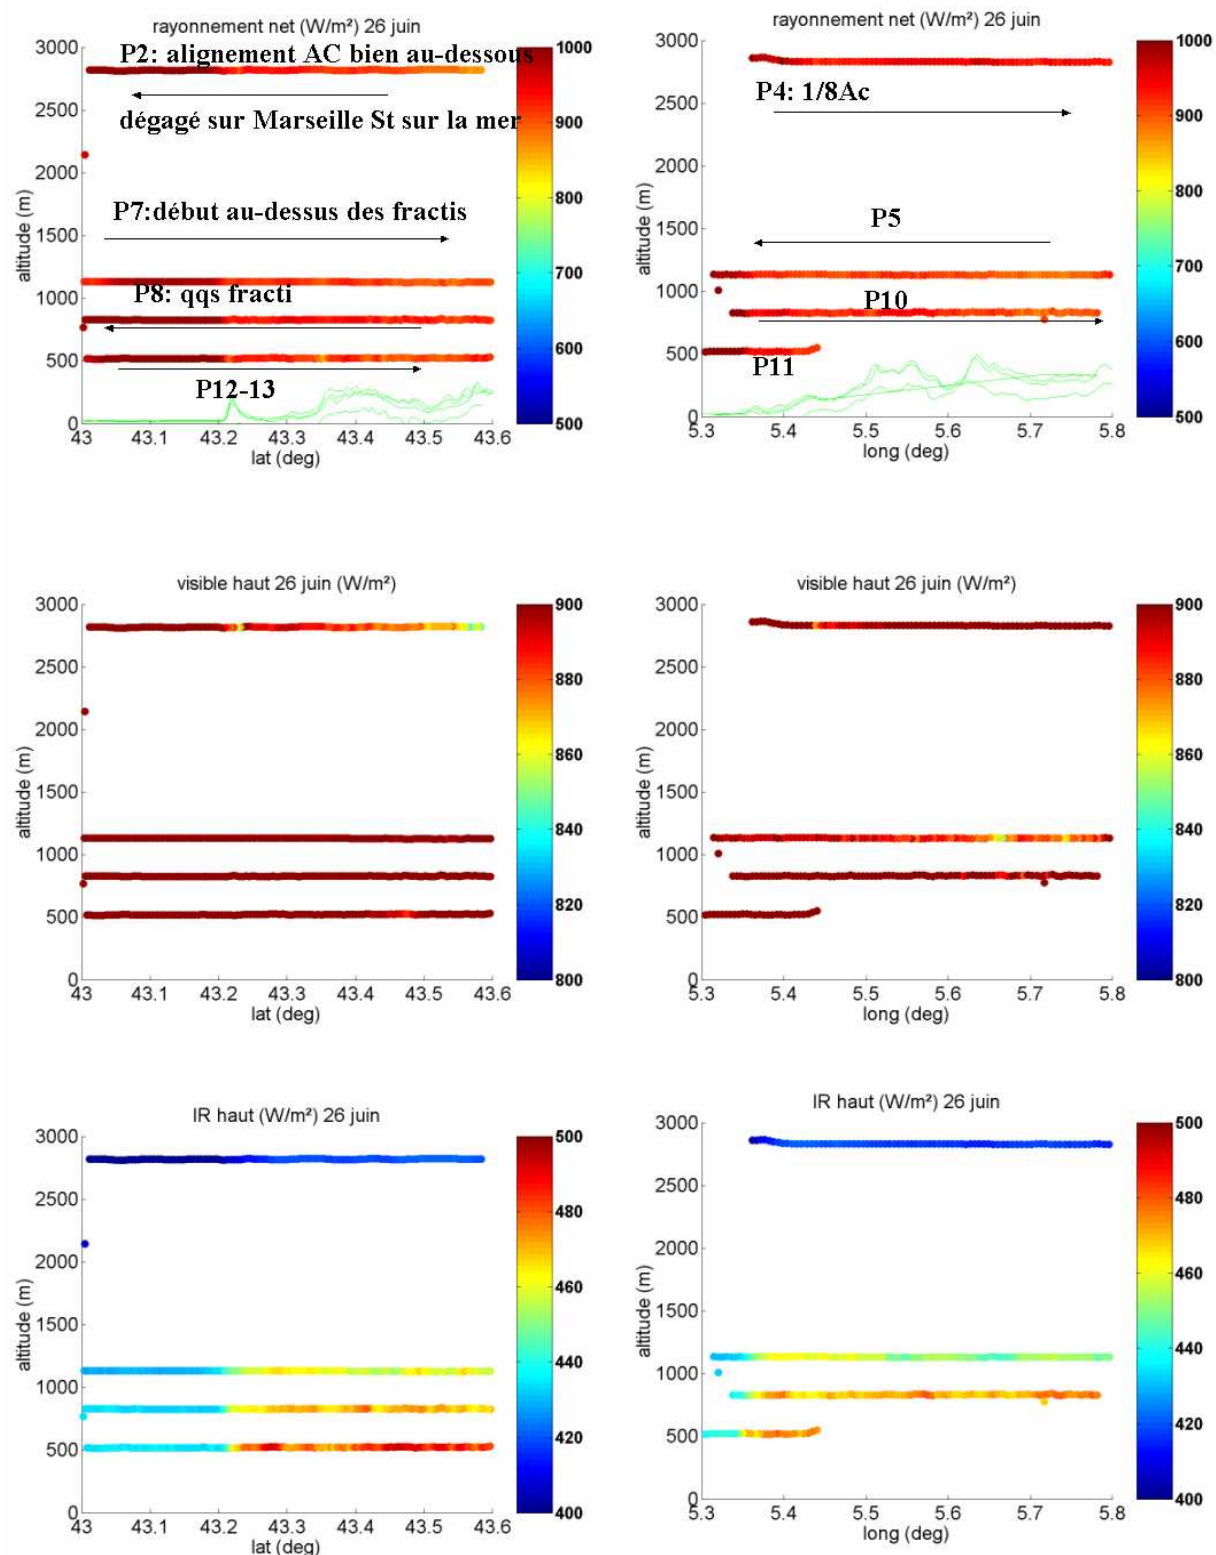 rayonnement net (W/m²) 26 juin
3000
2500
2000
1500
1000
500
0
altitude (m)
P2: alignement AC bien au-dessous
dégagé sur Marseille St sur la mer
P7:début au-dessus des fractis
P8: qqs fracti
P12-13
43 43.1 43.2 43.3 43.4 43.5 43.6
lat (deg)
1000
900
800
700
600
500
rayonnement net (W/m²) 26 juin
3000
2500
2000
1500
1000
500
0
altitude (m)
P4: 1/8Ac
P5
P10
P11
5.3 5.4 5.5 5.6 5.7 5.8
long (deg)
1000
900
800
700
600
500
visible haut 26 juin (W/m²)
3000
2500
2000
1500
1000
500
0
altitude (m)
43 43.1 43.2 43.3 43.4 43.5 43.6
lat (deg)
900
880
860
840
820
800
visible haut 26 juin (W/m²)
3000
2500
2000
1500
1000
500
0
altitude (m)
5.3 5.4 5.5 5.6 5.7 5.8
long (deg)
900
880
860
840
820
800
IR haut (W/m²) 26 juin
3000
2500
2000
1500
1000
500
0
altitude (m)
43 43.1 43.2 43.3 43.4 43.5 43.6
lat (deg)
500
480
460
440
420
400
IR haut (W/m²) 26 juin
3000
2500
2000
1500
1000
500
0
altitude (m)
5.3 5.4 5.5 5.6 5.7 5.8
long (deg)
500
480
460
440
420
400